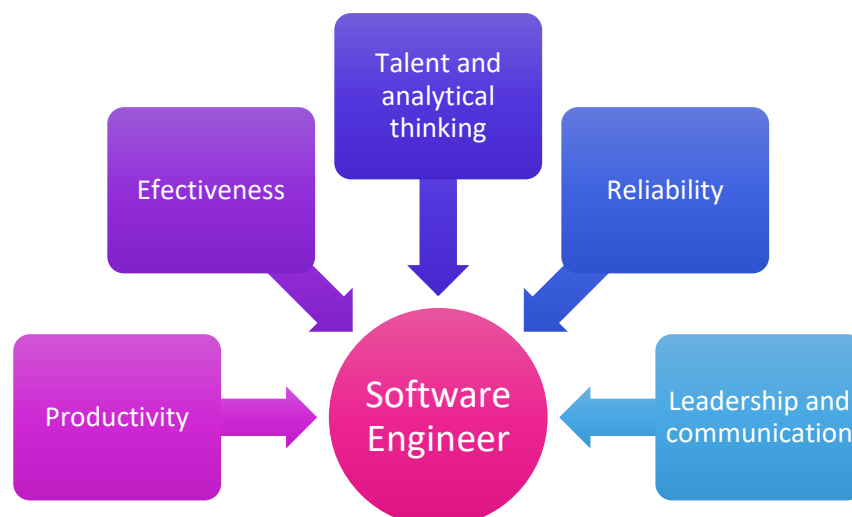 Talent and
analytical
thinking
Efectiveness
Reliability
Productivity
Software
Engineer
Leadership and
communication